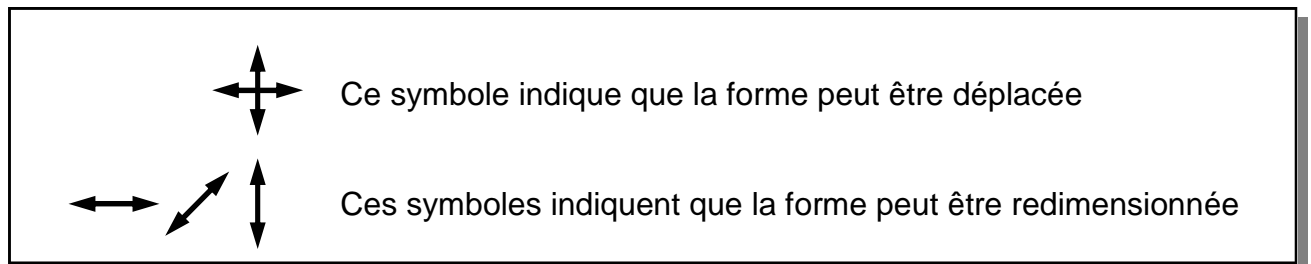 Ce symbole indique que la forme peut être déplacée
Ces symboles indiquent que la forme peut être redimensionnée